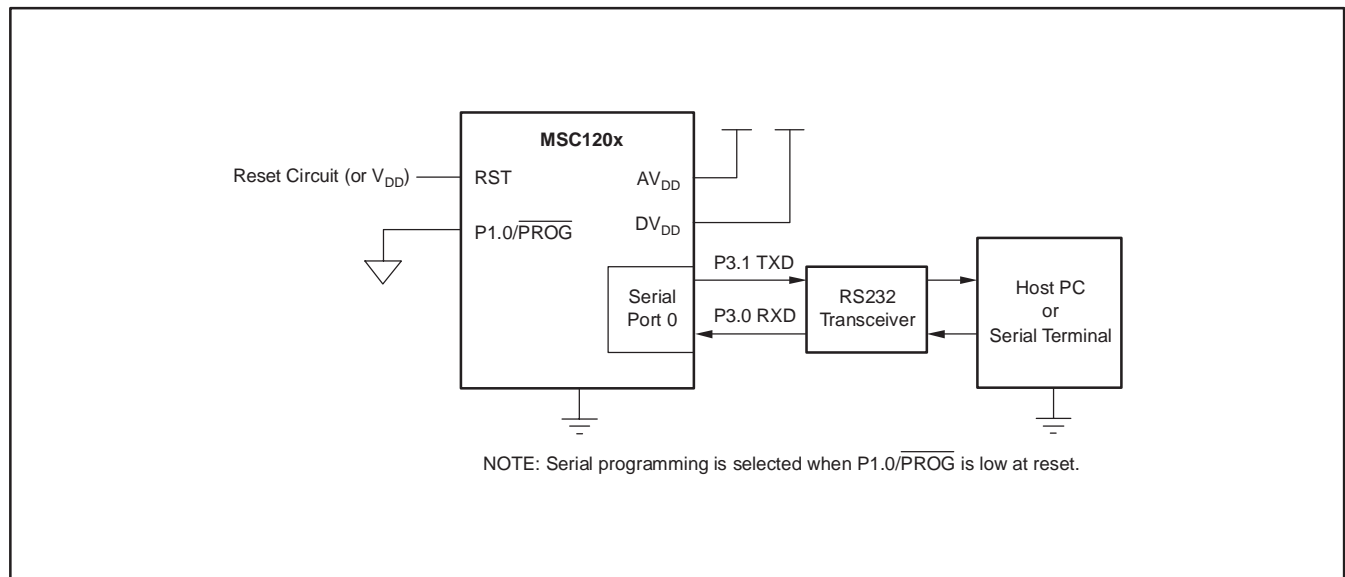 MSC120x
Reset Circuit (or VDD)
RST
AVDD
P1.0/PROG
DVDD
P3.1 TXD
Serial
Port 0
P3.0 RXD
RS232
Transceiver
Host PC
or
Serial Terminal
NOTE: Serial programming is selected when P1.0/PROG is low at reset.